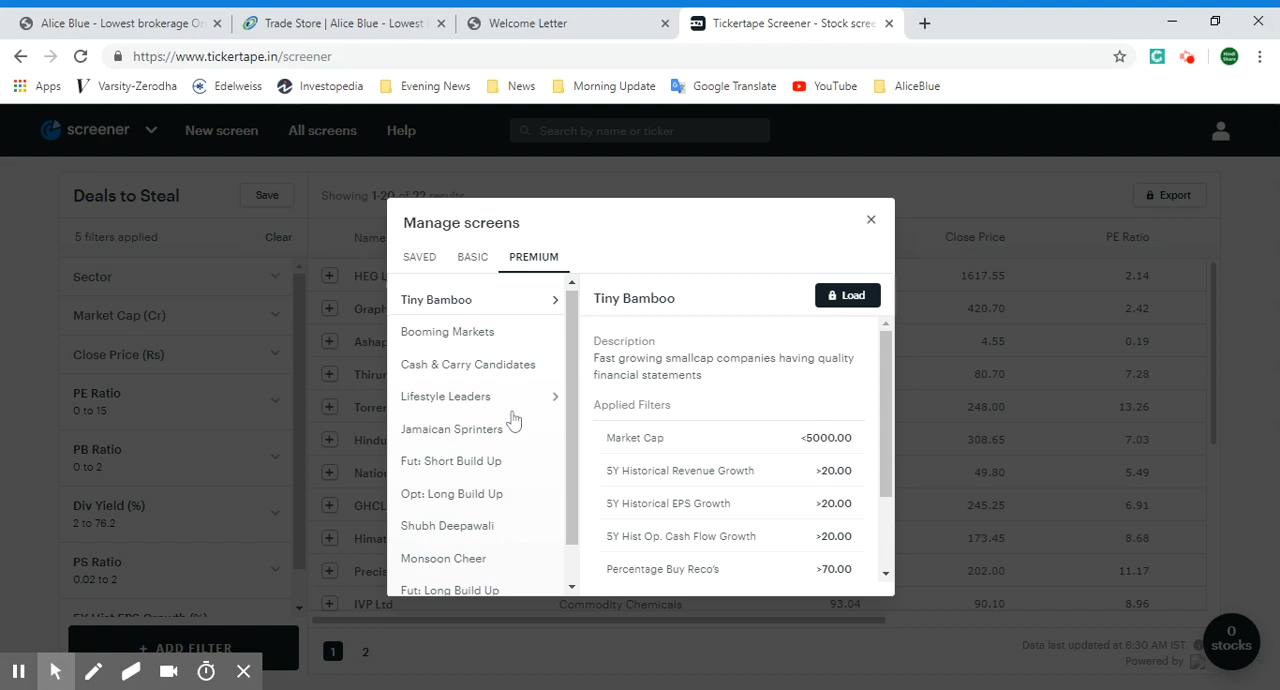 Alice Blue - Lowest brokerage On
Trade Store | Alice Blue - Lowest b
Welcome Letter
Tickertape Screener - Stock scree
https://www.tickertape.in/screener
Apps
Varsity-Zerodha
Edelweiss
Investopedia
Evening News
News
Morning Update
Google Translate
YouTube
AliceBlue
screener
New screen
All screens
Help
Search by name or ticker
Deals to Steal
Save
Showing 1-20 of 22 results
Export
5 filters applied
Clear
Name
Close Price
PE Ratio
Sector
Market Cap (Cr)
Close Price (Rs)
PE Ratio
0 to 15
PB Ratio
0 to 2
Div Yield (%)
2 to 76.2
PS Ratio
0.02 to 2
5Y Hist EPS Growth (%)
+ ADD FILTER
HEG L
1617.55
2.14
Graph
420.70
2.42
Ashap
4.55
0.19
Thirun
80.70
7.28
Torrer
248.00
13.26
Hindu
308.65
7.03
Nation
49.80
5.49
GHCL
245.25
6.91
Himat
173.45
8.68
Precis
202.00
11.17
IVP Ltd
Commodity Chemicals
93.04
90.10
8.96
1
2
Data last updated at 6:30 AM IST
Powered by
0
stocks
Manage screens
SAVED
BASIC
PREMIUM
Tiny Bamboo
Booming Markets
Cash & Carry Candidates
Lifestyle Leaders
Jamaican Sprinters
Fut: Short Build Up
Opt: Long Build Up
Shubh Deepawali
Monsoon Cheer
Fut: Long Build Up
Tiny Bamboo
Load
Description
Fast growing smallcap companies having quality
financial statements
Applied Filters
Market Cap
<5000.00
5Y Historical Revenue Growth
>20.00
5Y Historical EPS Growth
>20.00
5Y Hist Op. Cash Flow Growth
>20.00
Percentage Buy Reco's
>70.00